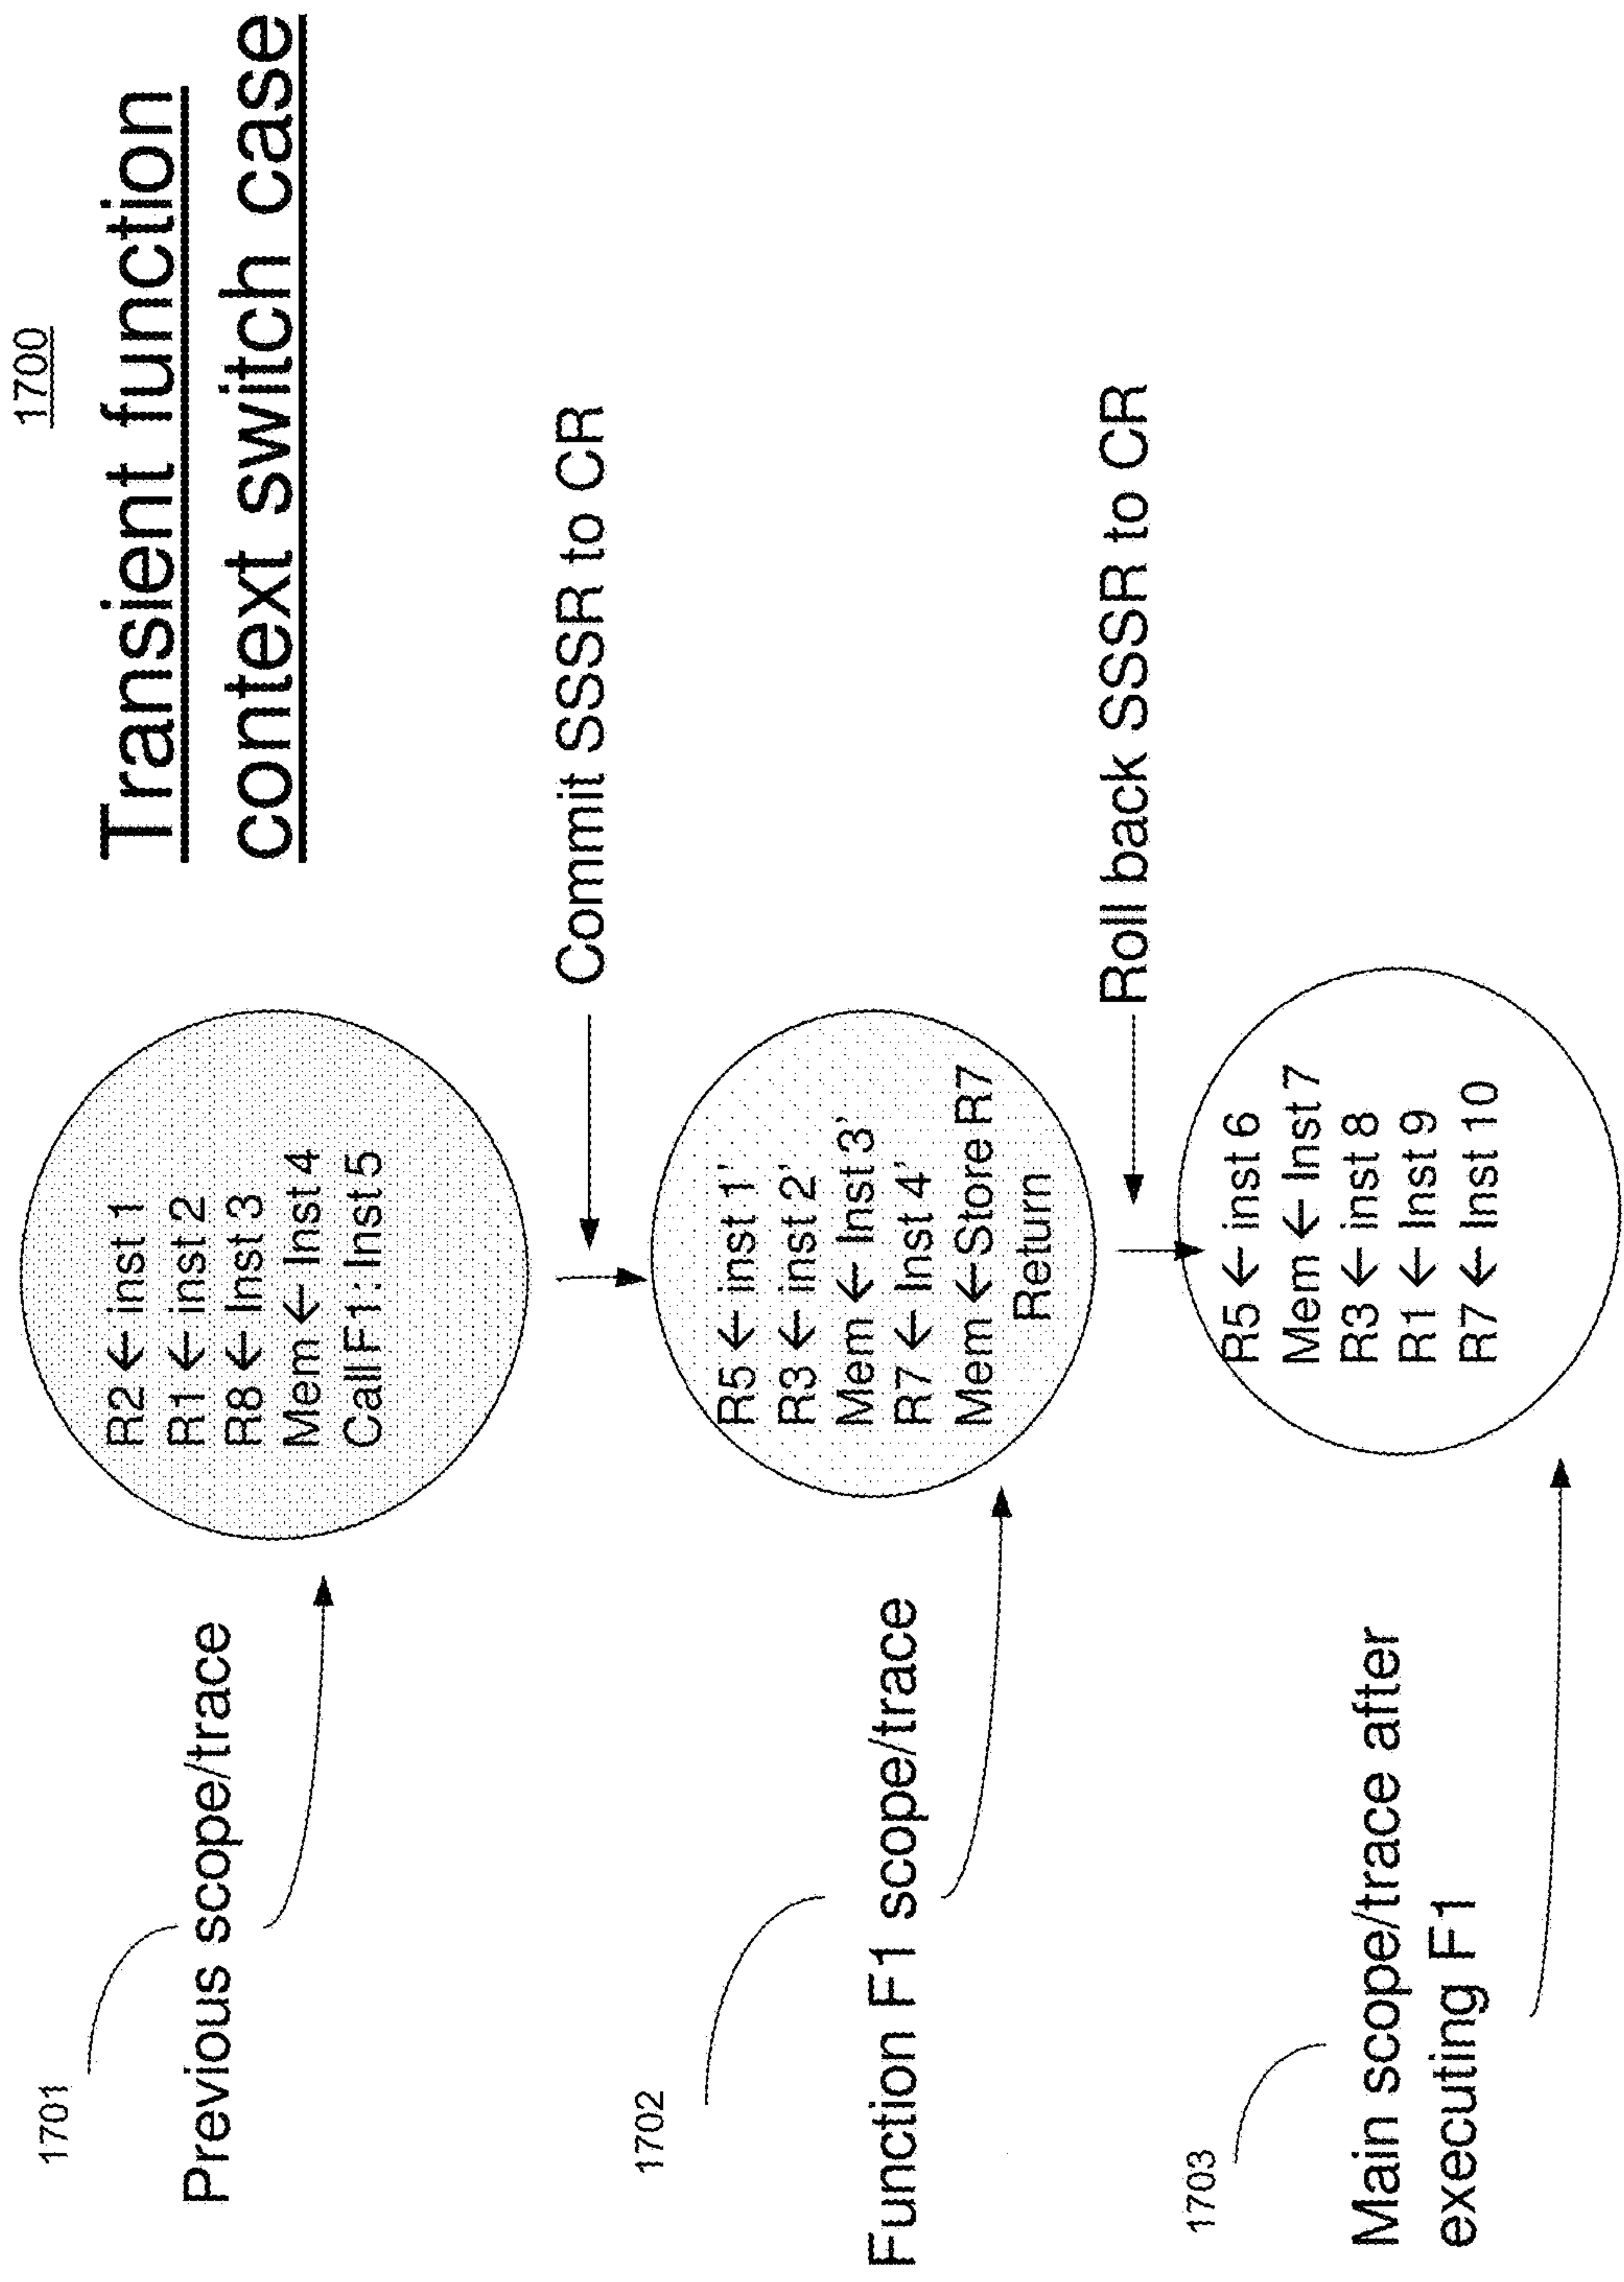 1700
Transient function
context switch case
1701
Previous scope/trace
R2 ← inst 1
R1 ← inst 2
R8 ← Inst 3
Mem ← Inst 4
Call F1: Inst 5
Commit SSSR to CR
1702
Function F1 scope/trace
R5 ← inst 1'
R3 ← inst 2'
Mem ← Inst 3'
R7 ← Inst 4'
Mem ← Store R7
Return
Roll back SSSR to CR
1703
Main scope/trace after
executing F1
R5 ← inst 6
Mem ← Inst 7
R3 ← inst 8
R1 ← Inst 9
R7 ← Inst 10